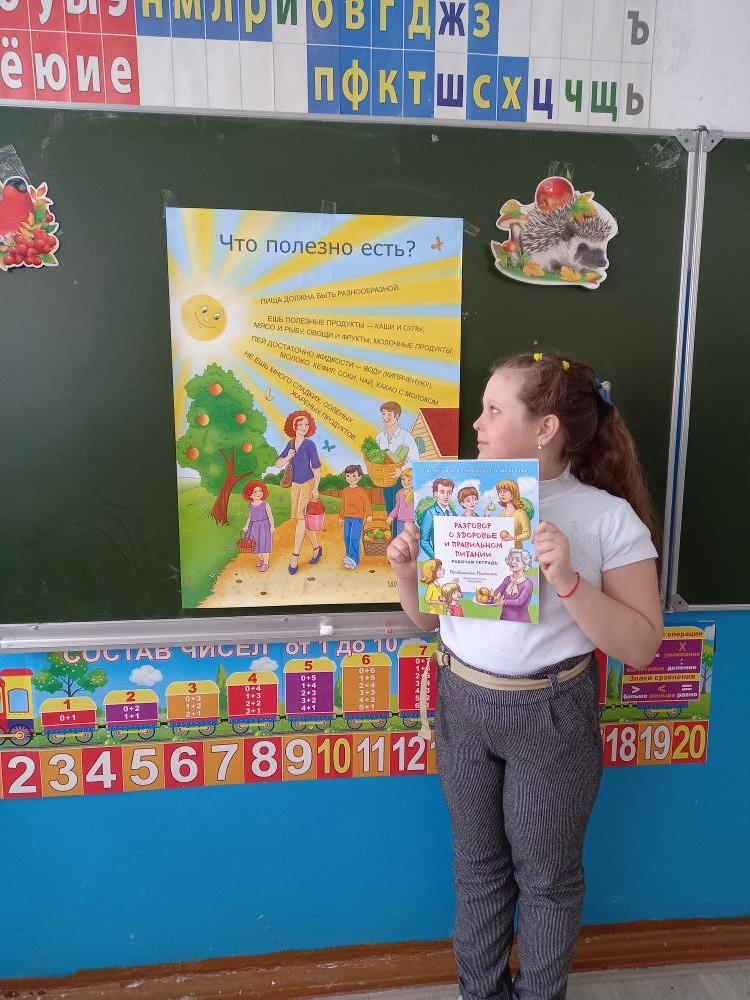 н м л р й о в г д ж з ъ
ё ю и е п ф к т ш с х ц ч щ ь
Что полезно есть?
ПИЩА ДОЛЖНА БЫТЬ РАЗНООБРАЗНОЙ.
ЕШЬ ПОЛЕЗНЫЕ ПРОДУКТЫ — КАШИ И СУПЫ,
МЯСО И РЫБУ, ОВОЩИ И ФРУКТЫ, МОЛОЧНЫЕ ПРОДУКТЫ.
ПЕЙ ДОСТАТОЧНО ЖИДКОСТИ — ВОДУ (КИПЯЧЕНУЮ!),
МОЛОКО, КЕФИР, СОКИ, ЧАЙ, КАКАО С МОЛОКОМ.
НЕ ЕШЬ МНОГО СЛАДКИХ, СОЛЕНЫХ,
ЖАРЕНЫХ ПРОДУКТОВ.
РАЗГОВОР
О ЗДОРОВЬЕ
И ПРАВИЛЬНОМ
ПИТАНИИ
РАБОЧАЯ ТЕТРАДЬ
СОСТАВ ЧИСЕЛ от 1 до 10
1
0+1
2
0+2
1+1
3
0+3
1+2
2+1
4
0+4
1+3
2+2
3+1
5
0+5
1+4
2+3
3+2
4+1
6
0+6
1+5
2+4
3+3
4+2
5+1
7
операции
умножение
деление
Знаки сравнения
> < =
больше меньше равно
2 3 4 5 6 7 8 9 10 11 12 18 19 20